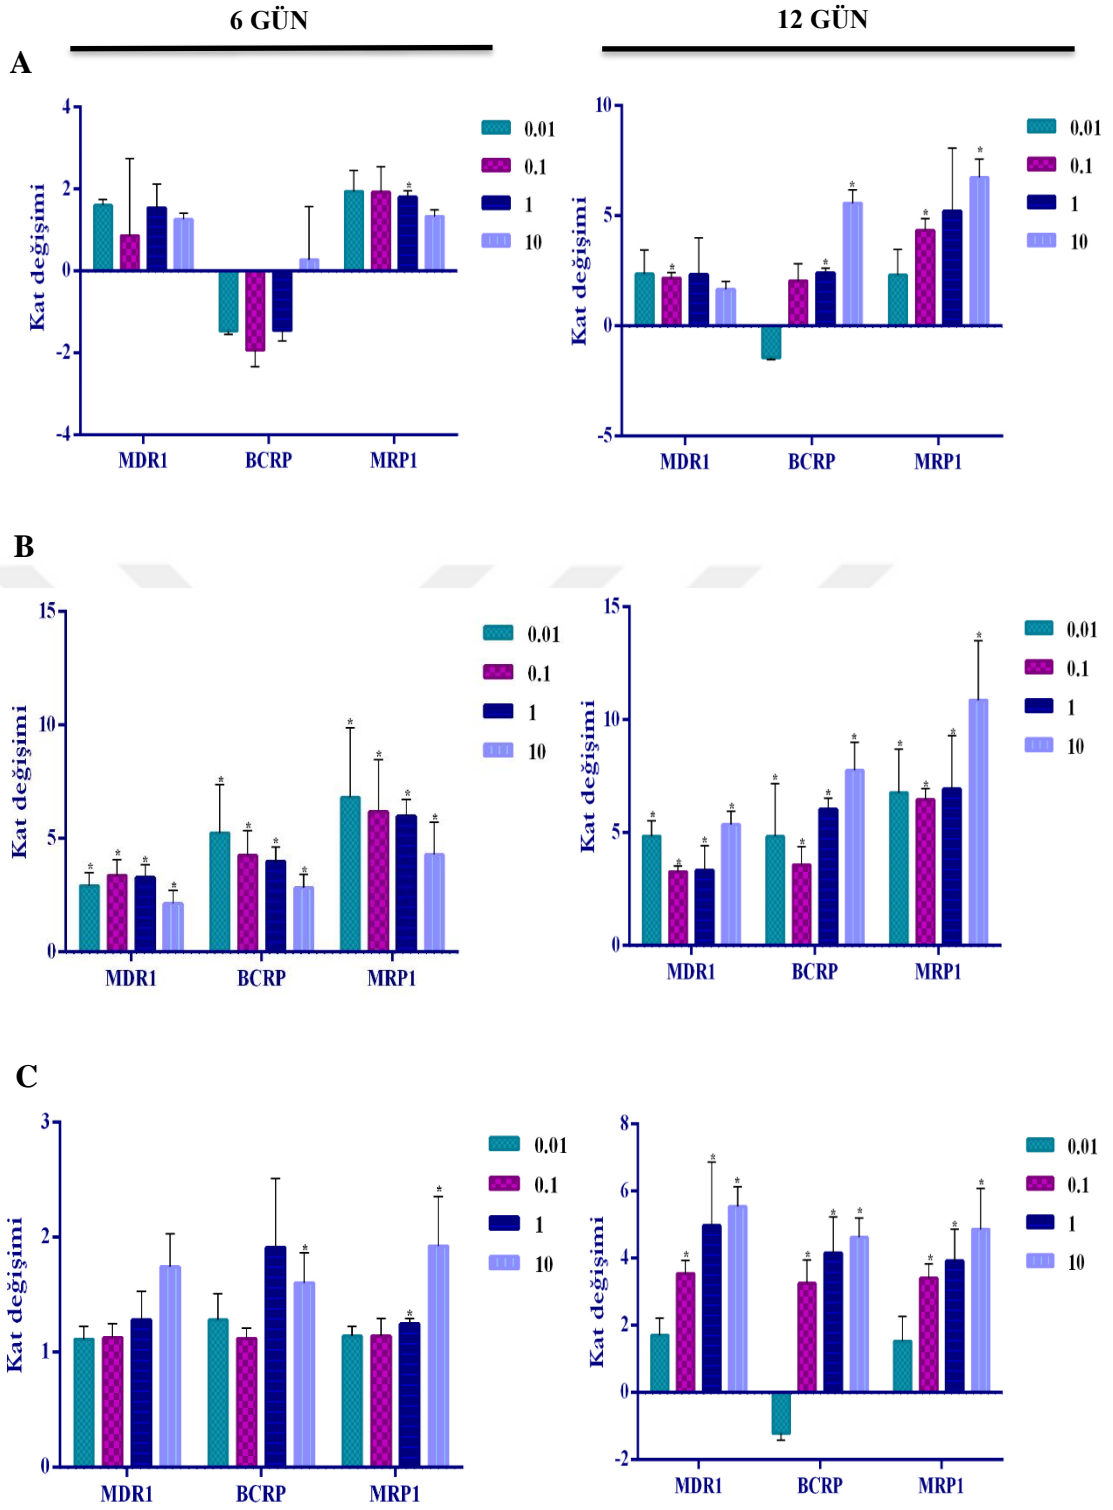 6 GÜN
12 GÜN
A
4
2
0
-2
-4
Kat değişimi
MDR1
BCRP
MRP1
*
0.01
0.1
1
10
10
5
0
-5
Kat değişimi
MDR1
BCRP
MRP1
* * * * *
0.01
0.1
1
10
B
15
10
5
0
Kat değişimi
MDR1
BCRP
MRP1
* * * * * * * * * * * *
0.01
0.1
1
10
15
10
5
0
Kat değişimi
MDR1
BCRP
MRP1
* * * * * * * * * * * *
0.01
0.1
1
10
C
3
2
1
0
Kat değişimi
MDR1
BCRP
MRP1
* * *
0.01
0.1
1
10
8
6
4
2
0
-2
Kat değişimi
MDR1
BCRP
MRP1
* * * * * * * * *
0.01
0.1
1
10